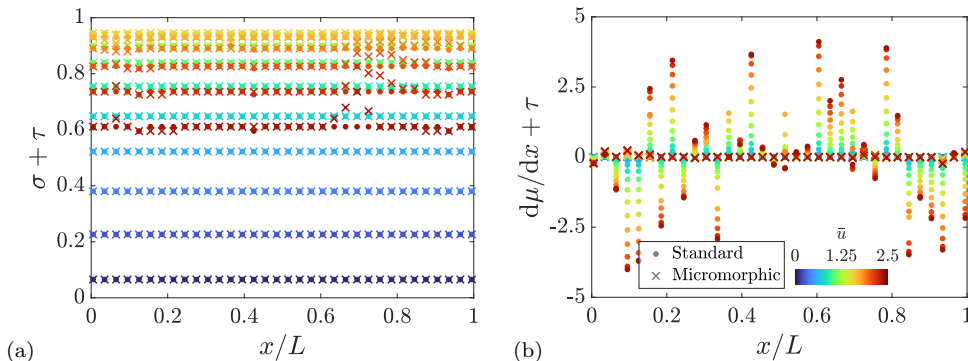 1
0.8
0.6
0.4
0.2
0
σ + τ
0 0.2 0.4 0.6 0.8 1
x/L
(a)
5
2.5
0
-2.5
-5
dμ/dx + τ
Standard
Micromorphic
ū
0 1.25 2.5
0 0.2 0.4 0.6 0.8 1
x/L
(b)